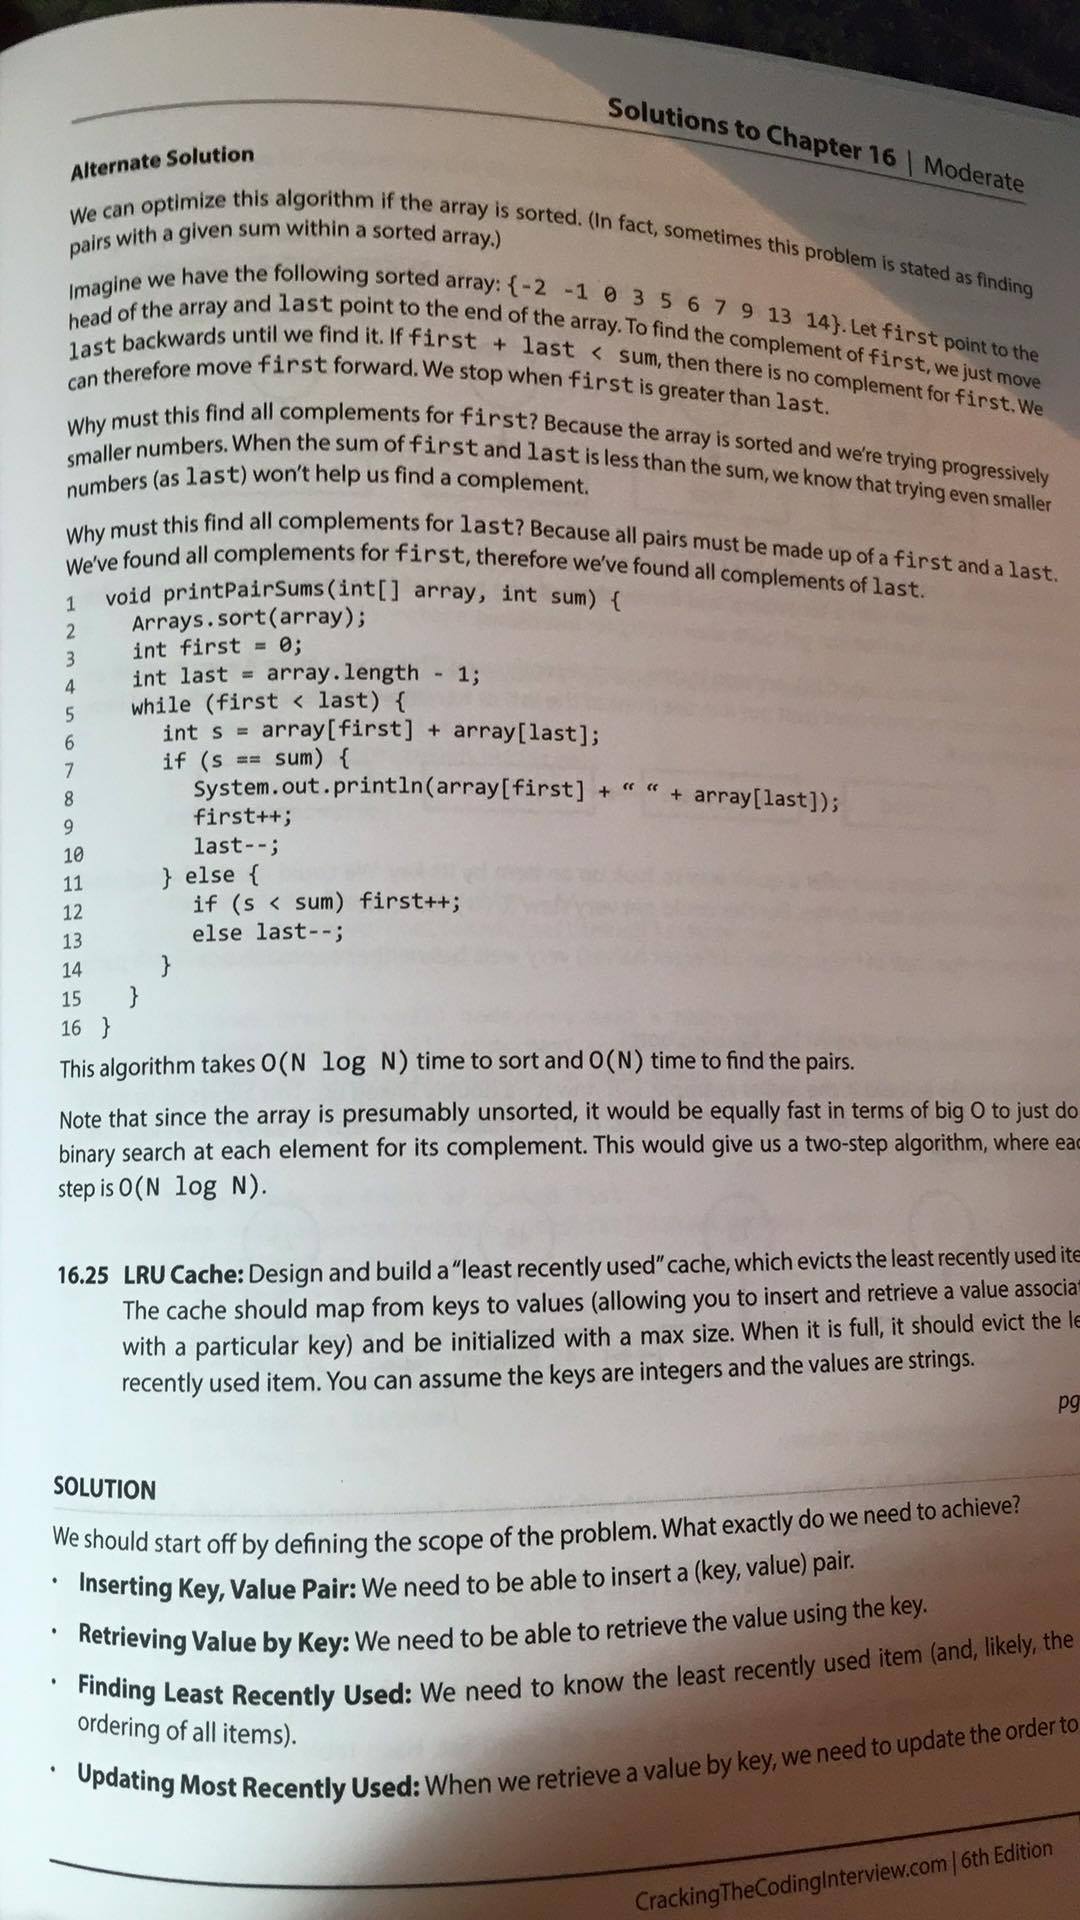 Solutions to Chapter 16 | Moderate
Alternate Solution
We can optimize this algorithm if the array is sorted. (In fact, sometimes this problem is stated as finding
pairs with a given sum within a sorted array.)
Imagine we have the following sorted array: {-2 -1 0 3 5 6 7 9 13 14}. Let first point to the
head of the array and last point to the end of the array. To find the complement of first, we just move
last backwards until we find it. If first + last < sum, then there is no complement for first. We
can therefore move first forward. We stop when first is greater than last.
Why must this find all complements for first? Because the array is sorted and we're trying progressively
smaller numbers. When the sum of first and last is less than the sum, we know that trying even smaller
numbers (as last) won't help us find a complement.
Why must this find all complements for last? Because all pairs must be made up of a first and a last.
We've found all complements for first, therefore we've found all complements of last.
1 void printPairSums(int[] array, int sum) {
2 Arrays.sort(array);
3 int first = 0;
4 int last = array.length - 1;
5 while (first < last) {
6 int s = array[first] + array[last];
7 if (s == sum) {
8 System.out.println(array[first] + “ “ + array[last]);
9 first++;
10 last--;
11 } else {
12 if (s < sum) first++;
13 else last--;
14 }
15 }
16 }
This algorithm takes O(N log N) time to sort and O(N) time to find the pairs.
Note that since the array is presumably unsorted, it would be equally fast in terms of big O to just do
binary search at each element for its complement. This would give us a two-step algorithm, where
step is O(N log N).
16.25 LRU Cache: Design and build a “least recently used” cache, which evicts the least recently used
The cache should map from keys to values (allowing you to insert and retrieve a value
with a particular key) and be initialized with a max size. When it is full, it should evict the
recently used item. You can assume the keys are integers and the values are strings.
pg
SOLUTION
We should start off by defining the scope of the problem. What exactly do we need to achieve?
• Inserting Key, Value Pair: We need to be able to insert a (key, value) pair.
• Retrieving Value by Key: We need to be able to retrieve the value using the key.
• Finding Least Recently Used: We need to know the least recently used item (and, likely, the
ordering of all items).
• Updating Most Recently Used: When we retrieve a value by key, we need to update the order to
CrackingTheCodingInterview.com | 6th Edition